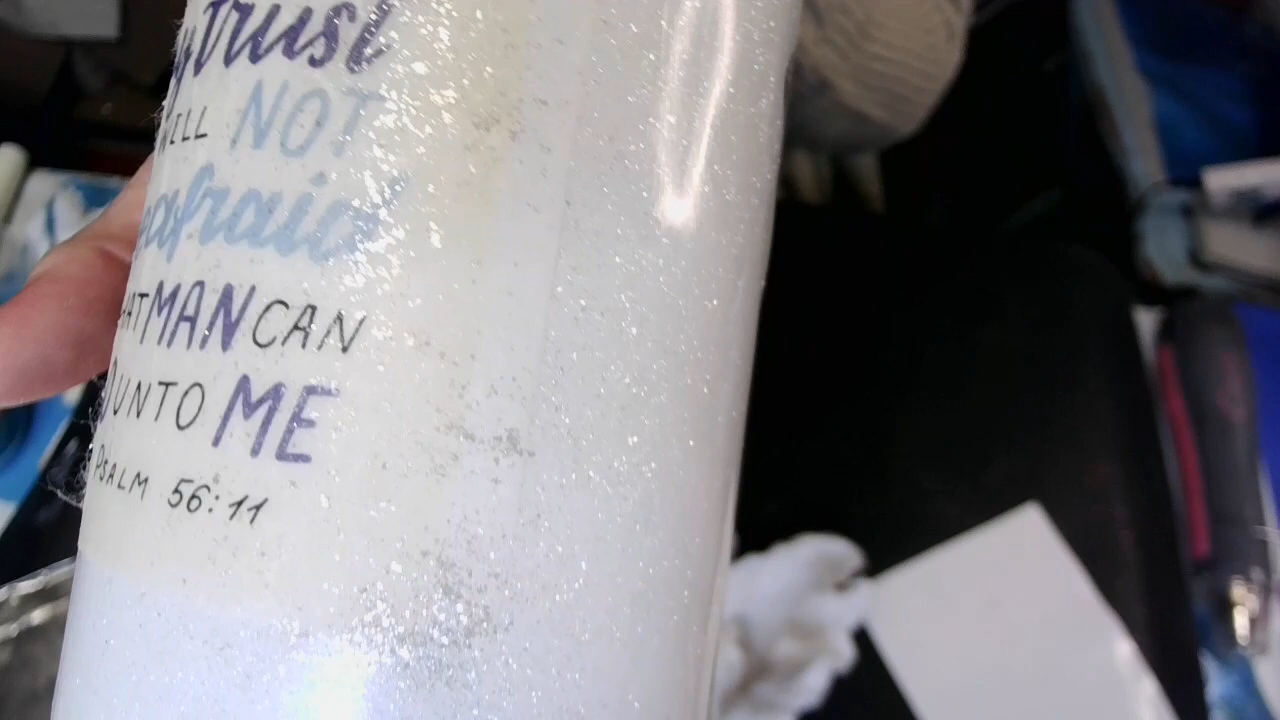 trust
WILL NOT
afraid
MAN CAN
UNTO ME
PSALM 56:11